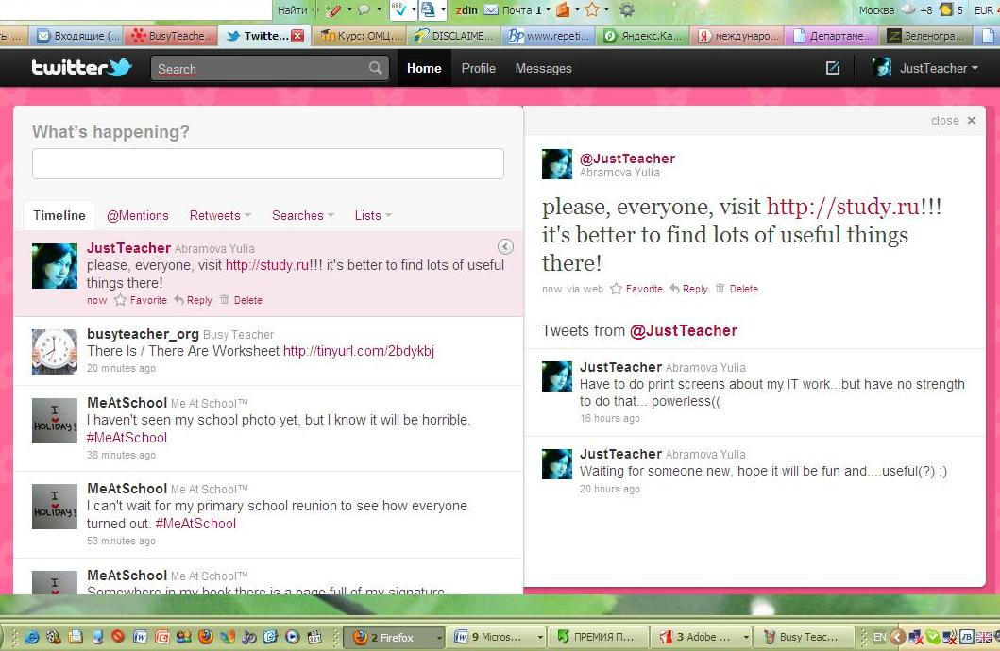 Найти
zdin
Почта 1
Москва +8 5 EUR
ты ...
Входящие (...
BusyTeache...
Twitte...
Курс: ОМЦ...
DISCLAIME...
www.repeti...
Яндекс.Ка...
междунаро...
Департаме...
Зеленогра...
twitter
Search
Home
Profile
Messages
JustTeacher
What's happening?
Timeline
@Mentions
Retweets
Searches
Lists
JustTeacher Abramova Yulia
please, everyone, visit http://study.ru!!! it's better to find lots of useful
things there!
now Favorite Reply Delete
busyteacher_org Busy Teacher
There Is / There Are Worksheet http://tinyurl.com/2bdykbj
20 minutes ago
I
HOLIDAY!
MeAtSchool Me At School™
I haven't seen my school photo yet, but I know it will be horrible.
#MeAtSchool
38 minutes ago
I
HOLIDAY!
MeAtSchool Me At School™
I can't wait for my primary school reunion to see how everyone
turned out. #MeAtSchool
53 minutes ago
I
MeAtSchool Me At School™
Somewhere in my book there is a page full of my signature
close ×
@JustTeacher
Abramova Yulia
please, everyone, visit http://study.ru!!!
it's better to find lots of useful things
there!
now via web Favorite Reply Delete
Tweets from @JustTeacher
JustTeacher Abramova Yulia
Have to do print screens about my IT work...but have no strength
to do that... powerless((
16 hours ago
JustTeacher Abramova Yulia
Waiting for someone new, hope it will be fun and....useful(?) ;)
20 hours ago
2 Firefox
9 Micros...
ПРЕМИЯ П...
3 Adobe ...
Busy Teac...
EN